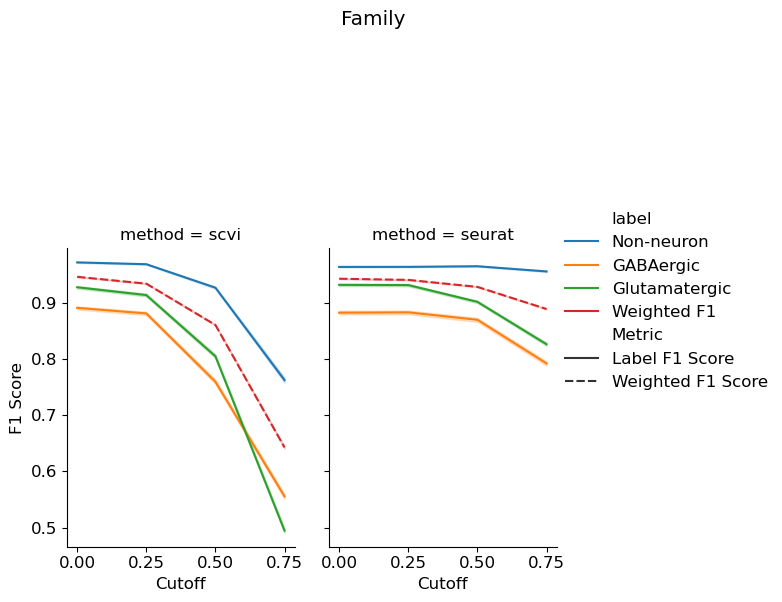 Family
method = scvi
method = seurat
label
Non-neuron
GABAergic
Glutamatergic
Weighted F1
Metric
Label F1 Score
Weighted F1 Score
F1 Score
0.9
0.8
0.7
0.6
0.5
0.00 0.25 0.50 0.75
0.00 0.25 0.50 0.75
Cutoff
Cutoff